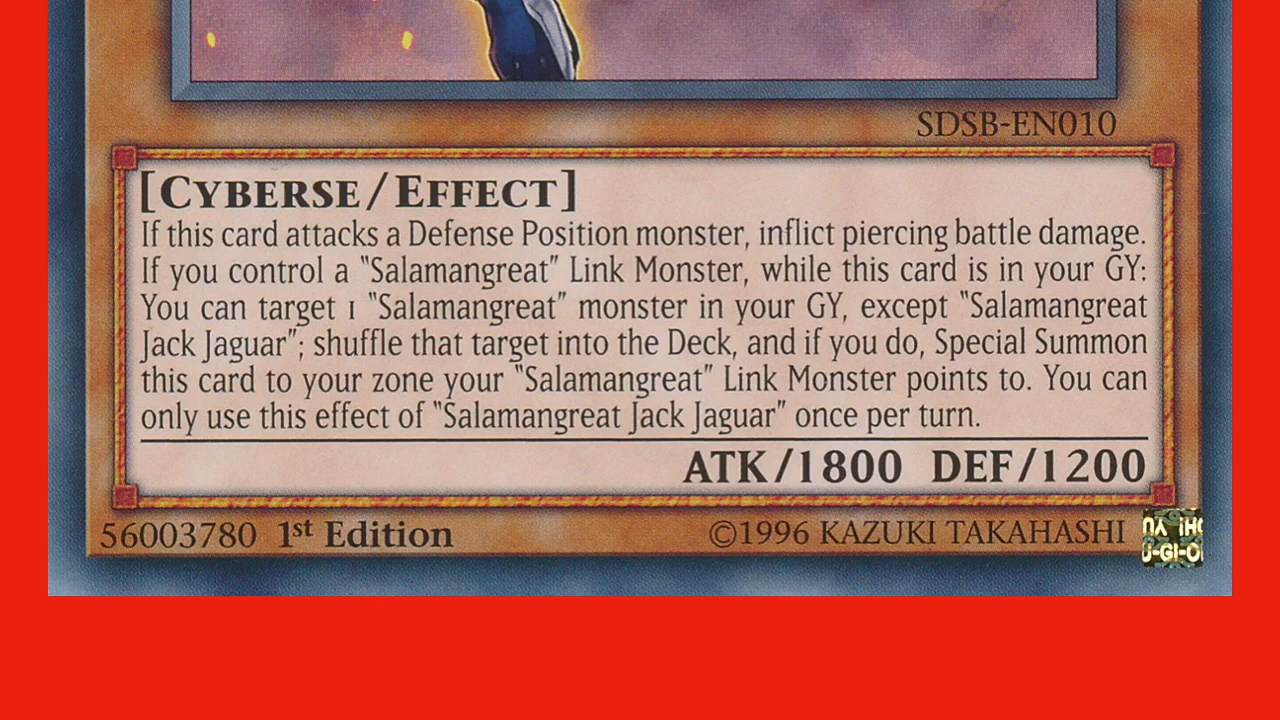 SDSB-EN010
[CYBERSE/EFFECT]
If this card attacks a Defense Position monster, inflict piercing battle damage.
If you control a "Salamangreat" Link Monster, while this card is in your GY:
You can target 1 "Salamangreat" monster in your GY, except "Salamangreat
Jack Jaguar"; shuffle that target into the Deck, and if you do, Special Summon
this card to your zone your "Salamangreat" Link Monster points to. You can
only use this effect of "Salamangreat Jack Jaguar" once per turn.
ATK/1800 DEF/1200
56003780 1st Edition ©1996 KAZUKI TAKAHASHI